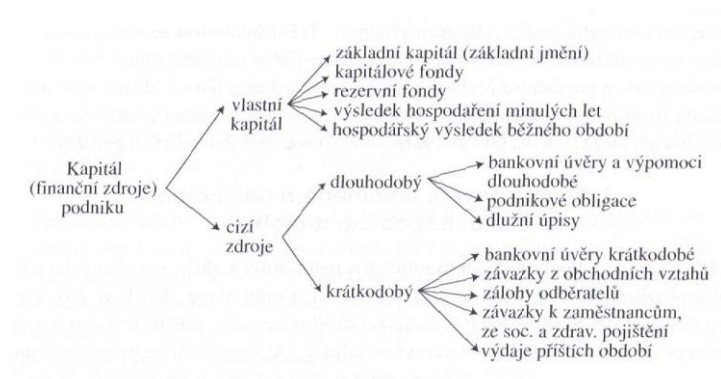 základní kapitál (základní jmění)
kapitálové fondy
rezervní fondy
výsledek hospodaření minulých let
hospodářský výsledek běžného období
vlastní
kapitál
Kapitál
(finanční zdroje)
podniku
cizí
zdroje
dlouhodobý
bankovní úvěry a výpomoci
dlouhodobé
podnikové obligace
dlužní úpisy
krátkodobý
bankovní úvěry krátkodobé
závazky z obchodních vztahů
zálohy odběratelů
závazky k zaměstnancům,
ze soc. a zdrav. pojištění
výdaje příštích období